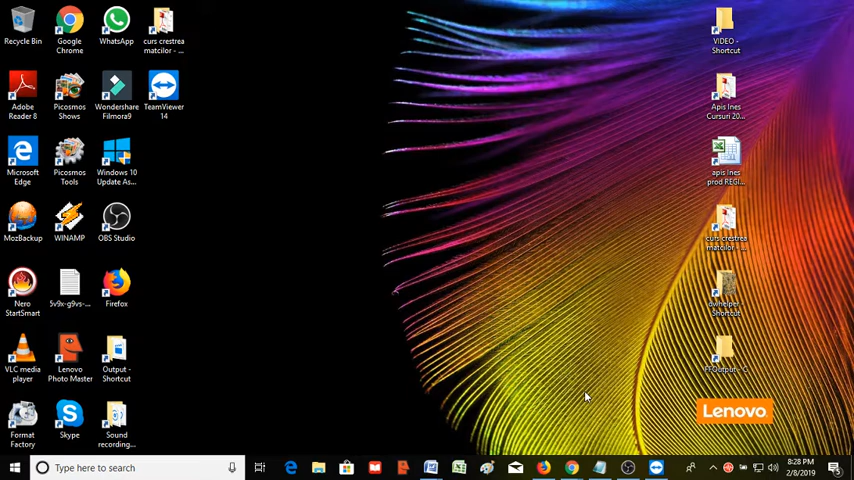 Recycle Bin
Google
Chrome
WhatsApp
curs crestrea
matcilor - ...
Adobe
Reader 8
Picosmos
Shows
Wondershare
Filmora9
TeamViewer
14
Microsoft
Edge
Picosmos
Tools
Windows 10
Update As...
MozBackup
WINAMP
OBS Studio
Nero
StartSmart
5v9x-g9vs-...
Firefox
VLC media
player
Lenovo
Photo Master
Output -
Shortcut
Format
Factory
Skype
Sound
recording...
VIDEO -
Shortcut
Apis Ines
Cursuri 20...
apis Ines
prod REGI...
curs crestrea
matcilor - ...
dwhelper -
Shortcut
FFOutput - C
Lenovo
Type here to search
8:28 PM
2/8/2019